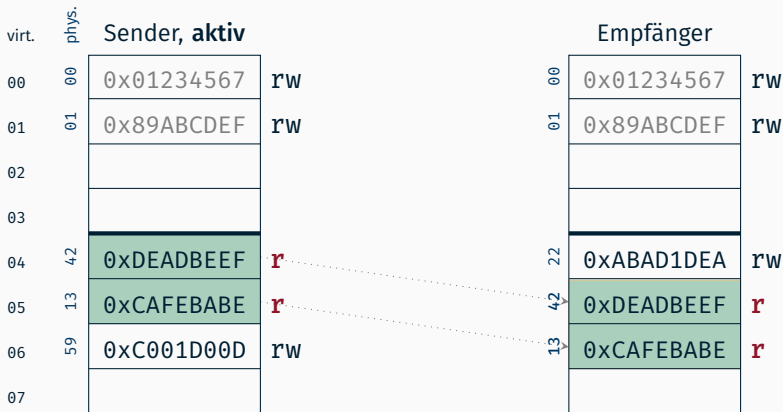 virt. phys. Sender, aktiv Empfänger
00 00 0x01234567 rw 00 0x01234567 rw
01 01 0x89ABCDEF rw 01 0x89ABCDEF rw
02
03
04 42 0xDEADBEEF r 22 0xABAD1DEA rw
05 13 0xCAFEBABE r 42 0xDEADBEEF r
06 59 0xC001D00D rw 13 0xCAFEBABE r
07